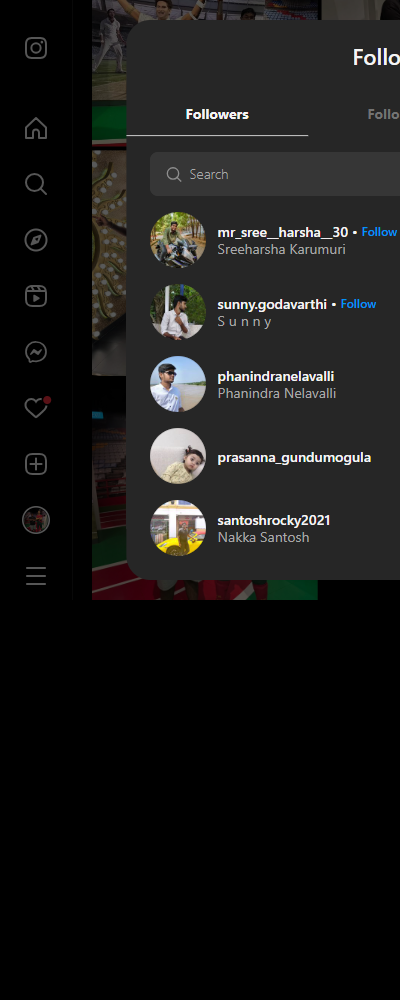 Follo
Followers
Follo
Search
mr_sree__harsha__30 • Follow
Sreeharsha Karumuri
sunny.godavarthi • Follow
S u n n y
phanindranelavalli
Phanindra Nelavalli
prasanna_gundumogula
santoshrocky2021
Nakka Santosh